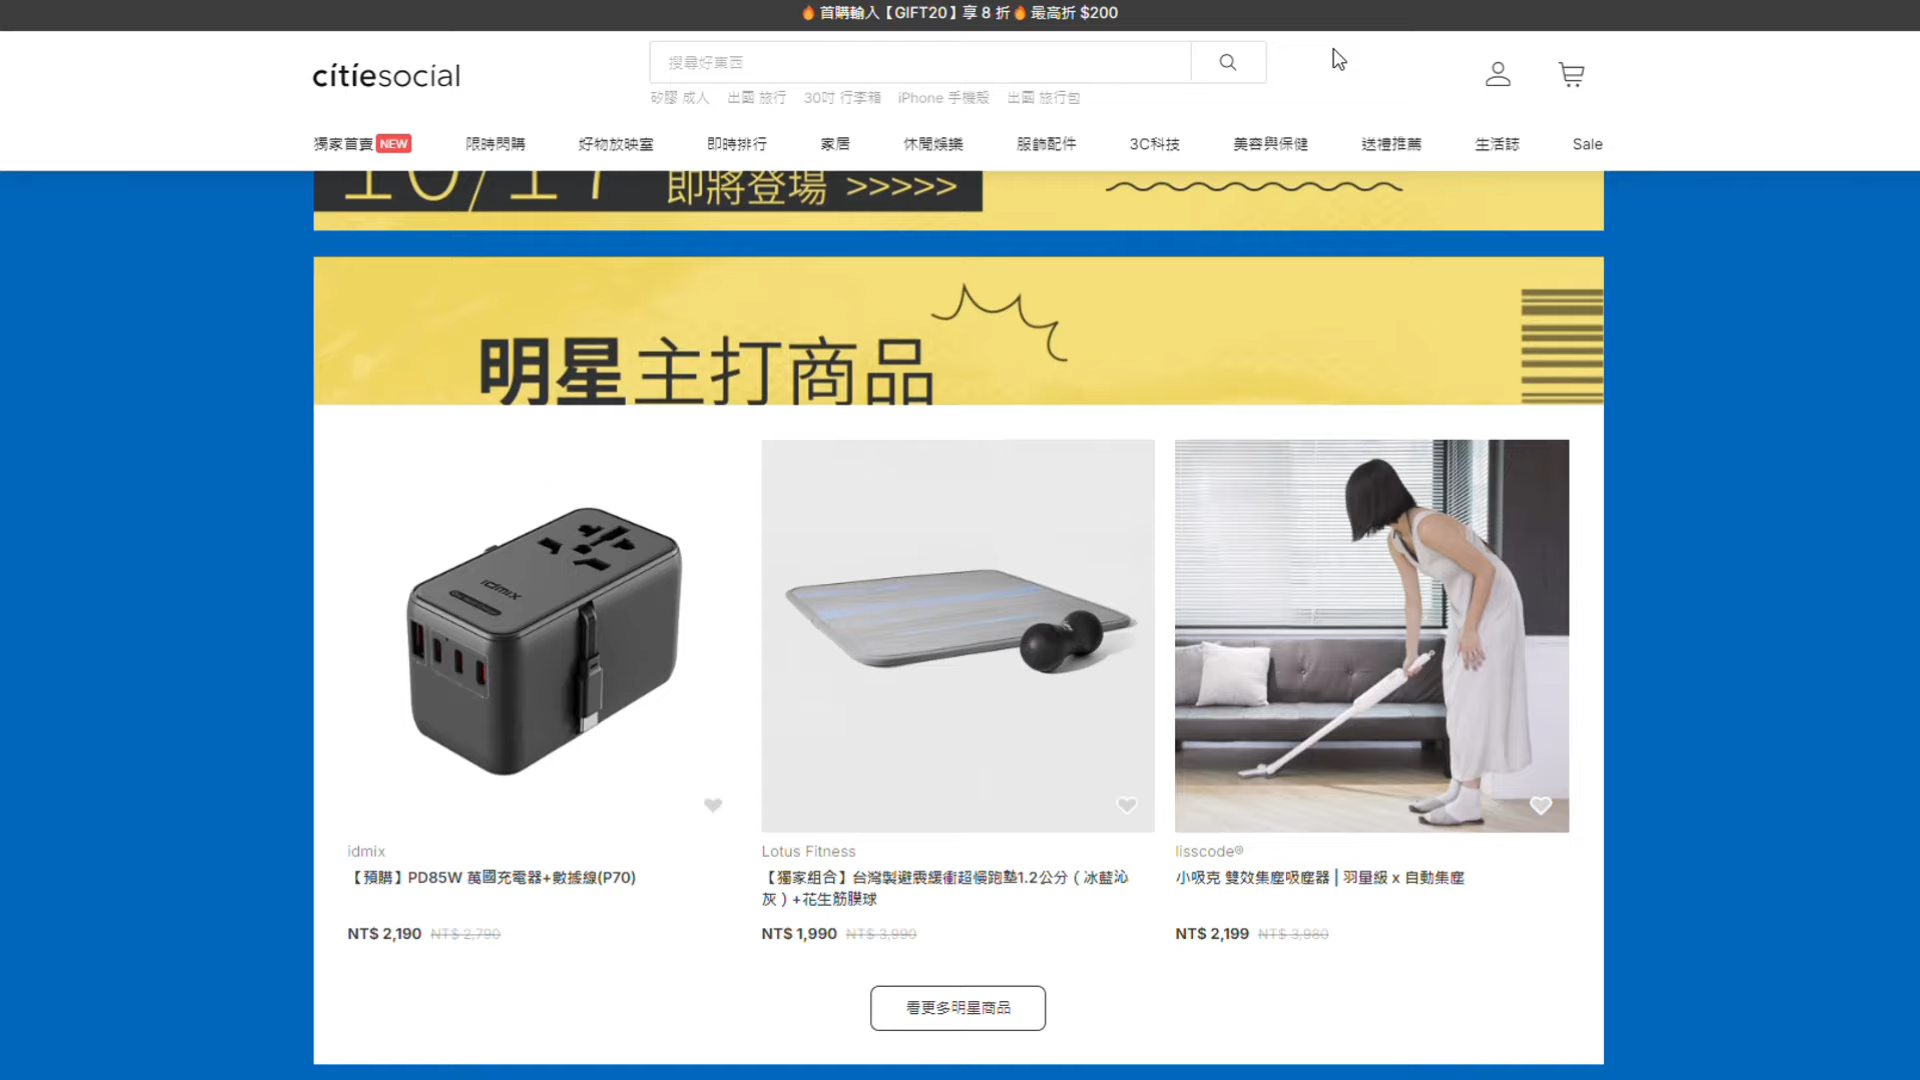 🔥首購輸入【GIFT20】享 8 折🔥最高折 $200
cítíesocíal
搜尋好東西
矽膠 成人 出國 旅行 30吋 行李箱 iPhone 手機殼 出國 旅行包
獨家首賣 NEW 限時閃購 好物放映室 即時排行 家居 休閒娛樂 服飾配件 3C科技 美容與保健 送禮推薦 生活誌 Sale
10/17 即將登場 >>>>>
明星主打商品
idmix
idmix
【預購】PD85W 萬國充電器+數據線(P70)
NT$ 2,190 NT$ 2,790
Lotus Fitness
【獨家組合】台灣製避震緩衝超慢跑墊1.2公分（冰藍沁
灰）+花生筋膜球
NT$ 1,990 NT$ 3,990
lisscode®
小吸克 雙效集塵吸塵器 | 羽量級 x 自動集塵
NT$ 2,199 NT$ 3,980
看更多明星商品